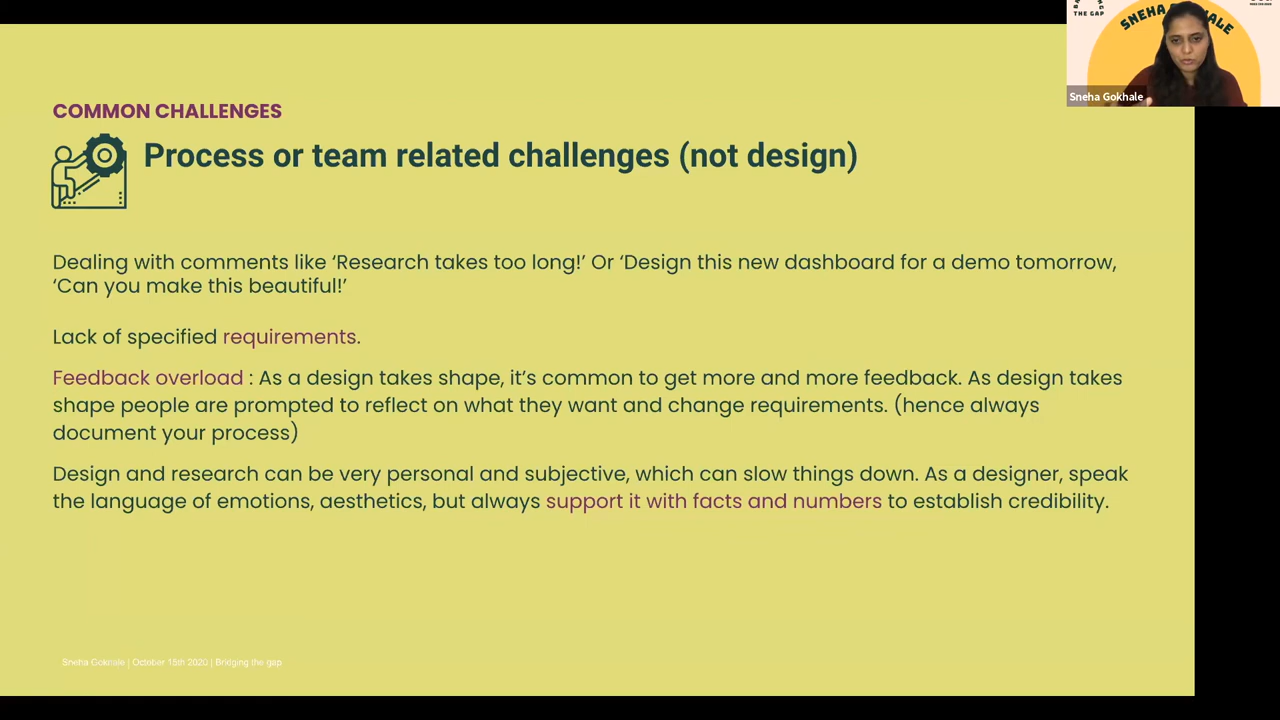 THE GAP
Sneha Gokhale
COMMON CHALLENGES
Process or team related challenges (not design)
Dealing with comments like ‘Research takes too long!’ Or ‘Design this new dashboard for a demo tomorrow,
‘Can you make this beautiful!’
Lack of specified requirements.
Feedback overload : As a design takes shape, it’s common to get more and more feedback. As design takes
shape people are prompted to reflect on what they want and change requirements. (hence always
document your process)
Design and research can be very personal and subjective, which can slow things down. As a designer, speak
the language of emotions, aesthetics, but always support it with facts and numbers to establish credibility.
Sneha Gokhale | October 15th 2020 | Bridging the gap